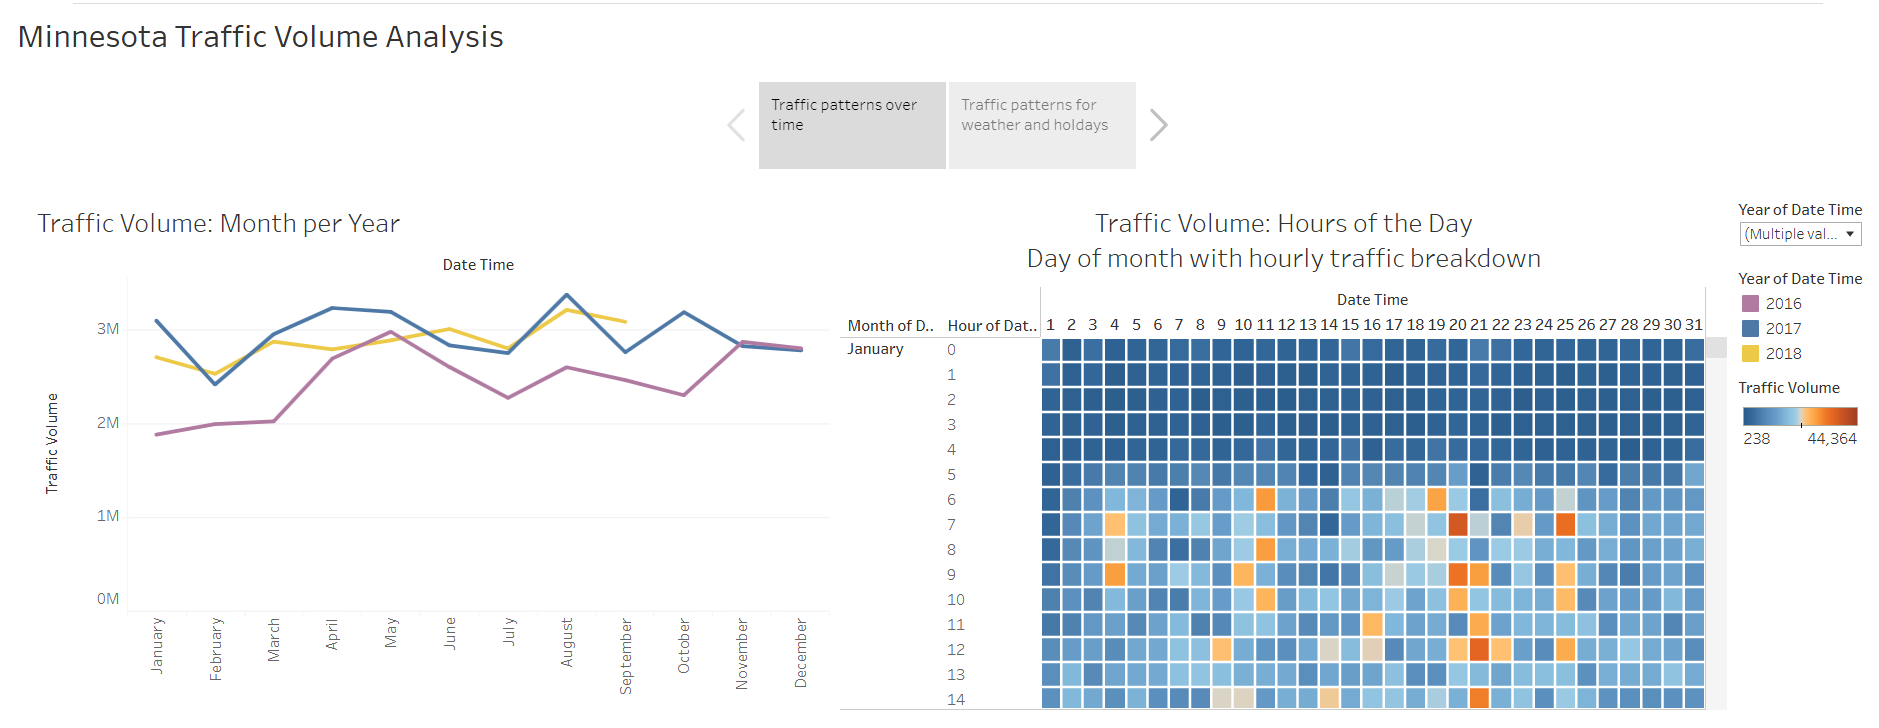 Minnesota Traffic Volume Analysis
Traffic patterns over
time
Traffic patterns for
weather and holdays
Traffic Volume: Month per Year
Date Time
Traffic Volume
3M
2M
1M
0M
January
February
March
April
May
June
July
August
September
October
November
December
Traffic Volume: Hours of the Day
Day of month with hourly traffic breakdown
Date Time
Month of D.. Hour of Dat.. 1 2 3 4 5 6 7 8 9 10 11 12 13 14 15 16 17 18 19 20 21 22 23 24 25 26 27 28 29 30 31
January 0
1
2
3
4
5
6
7
8
9
10
11
12
13
14
Year of Date Time
(Multiple val...
Year of Date Time
2016
2017
2018
Traffic Volume
238 44,364